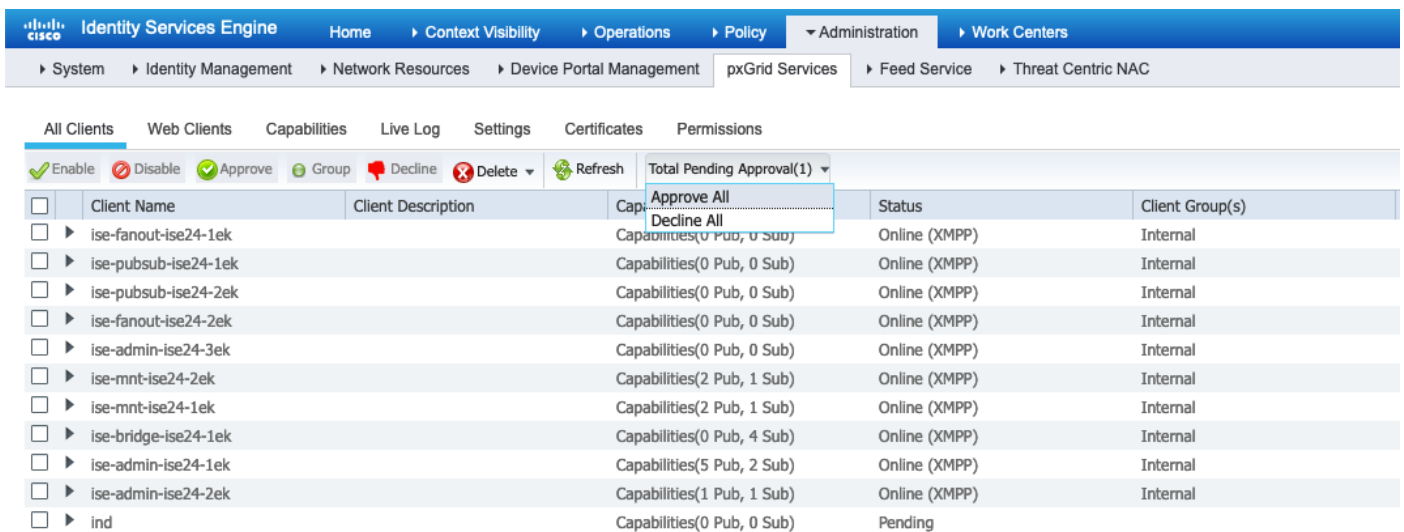 cisco Identity Services Engine Home Context Visibility Operations Policy Administration Work Centers
System Identity Management Network Resources Device Portal Management pxGrid Services Feed Service Threat Centric NAC
All Clients Web Clients Capabilities Live Log Settings Certificates Permissions
Enable Disable Approve Group Decline Delete Refresh Total Pending Approval(1)
Approve All
Decline All
Client Name Client Description Capa Status Client Group(s)
ise-fanout-ise24-1ek Capabilities(0 Pub, 0 Sub) Online (XMPP) Internal
ise-pubsub-ise24-1ek Capabilities(0 Pub, 0 Sub) Online (XMPP) Internal
ise-pubsub-ise24-2ek Capabilities(0 Pub, 0 Sub) Online (XMPP) Internal
ise-fanout-ise24-2ek Capabilities(0 Pub, 0 Sub) Online (XMPP) Internal
ise-admin-ise24-3ek Capabilities(0 Pub, 0 Sub) Online (XMPP) Internal
ise-mnt-ise24-2ek Capabilities(2 Pub, 1 Sub) Online (XMPP) Internal
ise-mnt-ise24-1ek Capabilities(2 Pub, 1 Sub) Online (XMPP) Internal
ise-bridge-ise24-1ek Capabilities(0 Pub, 4 Sub) Online (XMPP) Internal
ise-admin-ise24-1ek Capabilities(5 Pub, 2 Sub) Online (XMPP) Internal
ise-admin-ise24-2ek Capabilities(1 Pub, 1 Sub) Online (XMPP) Internal
ind Capabilities(0 Pub, 0 Sub) Pending